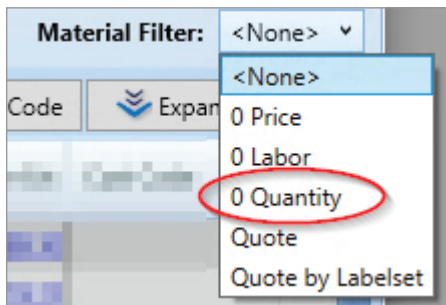 Material Filter: <None>
<None>
Code Expan
0 Price
0 Labor
0 Quantity
Quote
Quote by Labelset